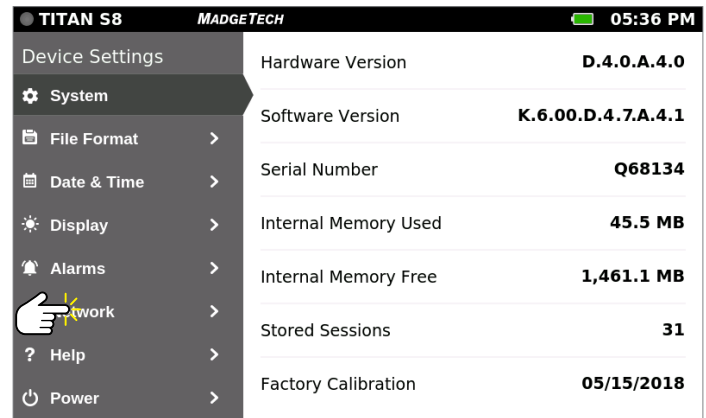 TITAN S8 MADGETECH 05:36 PM
Device Settings
System
File Format
Date & Time
Display
Alarms
Help
Power
Hardware Version D.4.0.A.4.0
Software Version K.6.00.D.4.7.A.4.1
Serial Number Q68134
Internal Memory Used 45.5 MB
Internal Memory Free 1,461.1 MB
Stored Sessions 31
Factory Calibration 05/15/2018